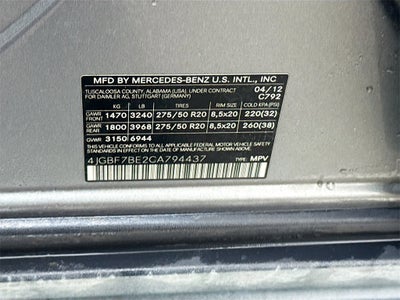 MFD BY MERCEDES-BENZ U.S. INTL., INC
TUSCALOOSA COUNTY, ALABAMA (USA), UNDER CONTRACT 04/12
FOR DAIMLER AG, STUTTGART (GERMANY) C792
KG LB TIRES RIM SIZE COLD KPA (PSI)
GAWR FRONT 1470 3240 275/50 R20 8,5x20 220(32)
GAWR REAR 1800 3968 275/50 R20 8,5x20 260(38)
GVWR 3150 6944
THIS VEHICLE CONFORMS TO ALL APPLICABLE FEDERAL MOTOR VEHICLE SAFETY
STANDARDS IN EFFECT ON THE DATE OF MANUFACTURE SHOWN ABOVE.
4JGBF7BE2CA794437 TYPE: MPV